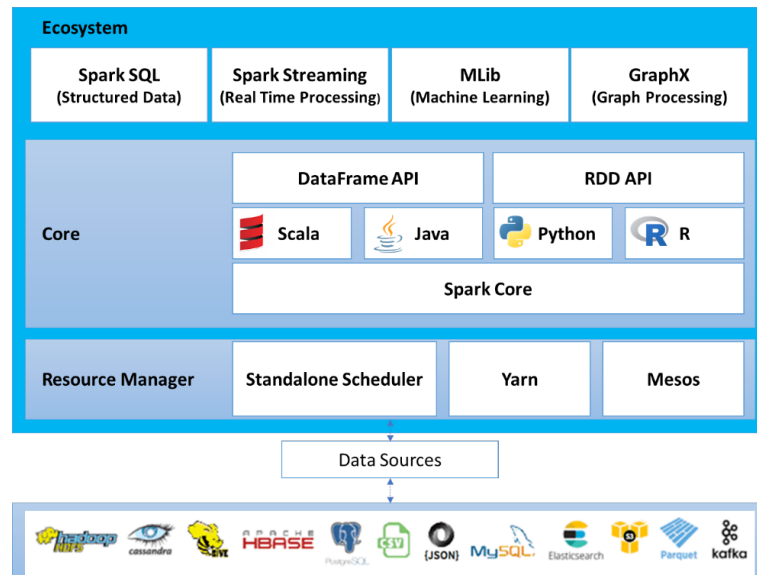 Ecosystem
Spark SQL
(Structured Data)
Spark Streaming
(Real Time Processing)
MLib
(Machine Learning)
GraphX
(Graph Processing)
Core
DataFrame API
RDD API
Scala
Java
Python
R
Spark Core
Resource Manager
Standalone Scheduler
Yarn
Mesos
Data Sources
hadoop
HDFS
cassandra
HIVE
APACHE
HBASE
PostgreSQL
CSV
{JSON}
MySQL
Elasticsearch
S3
Parquet
kafka